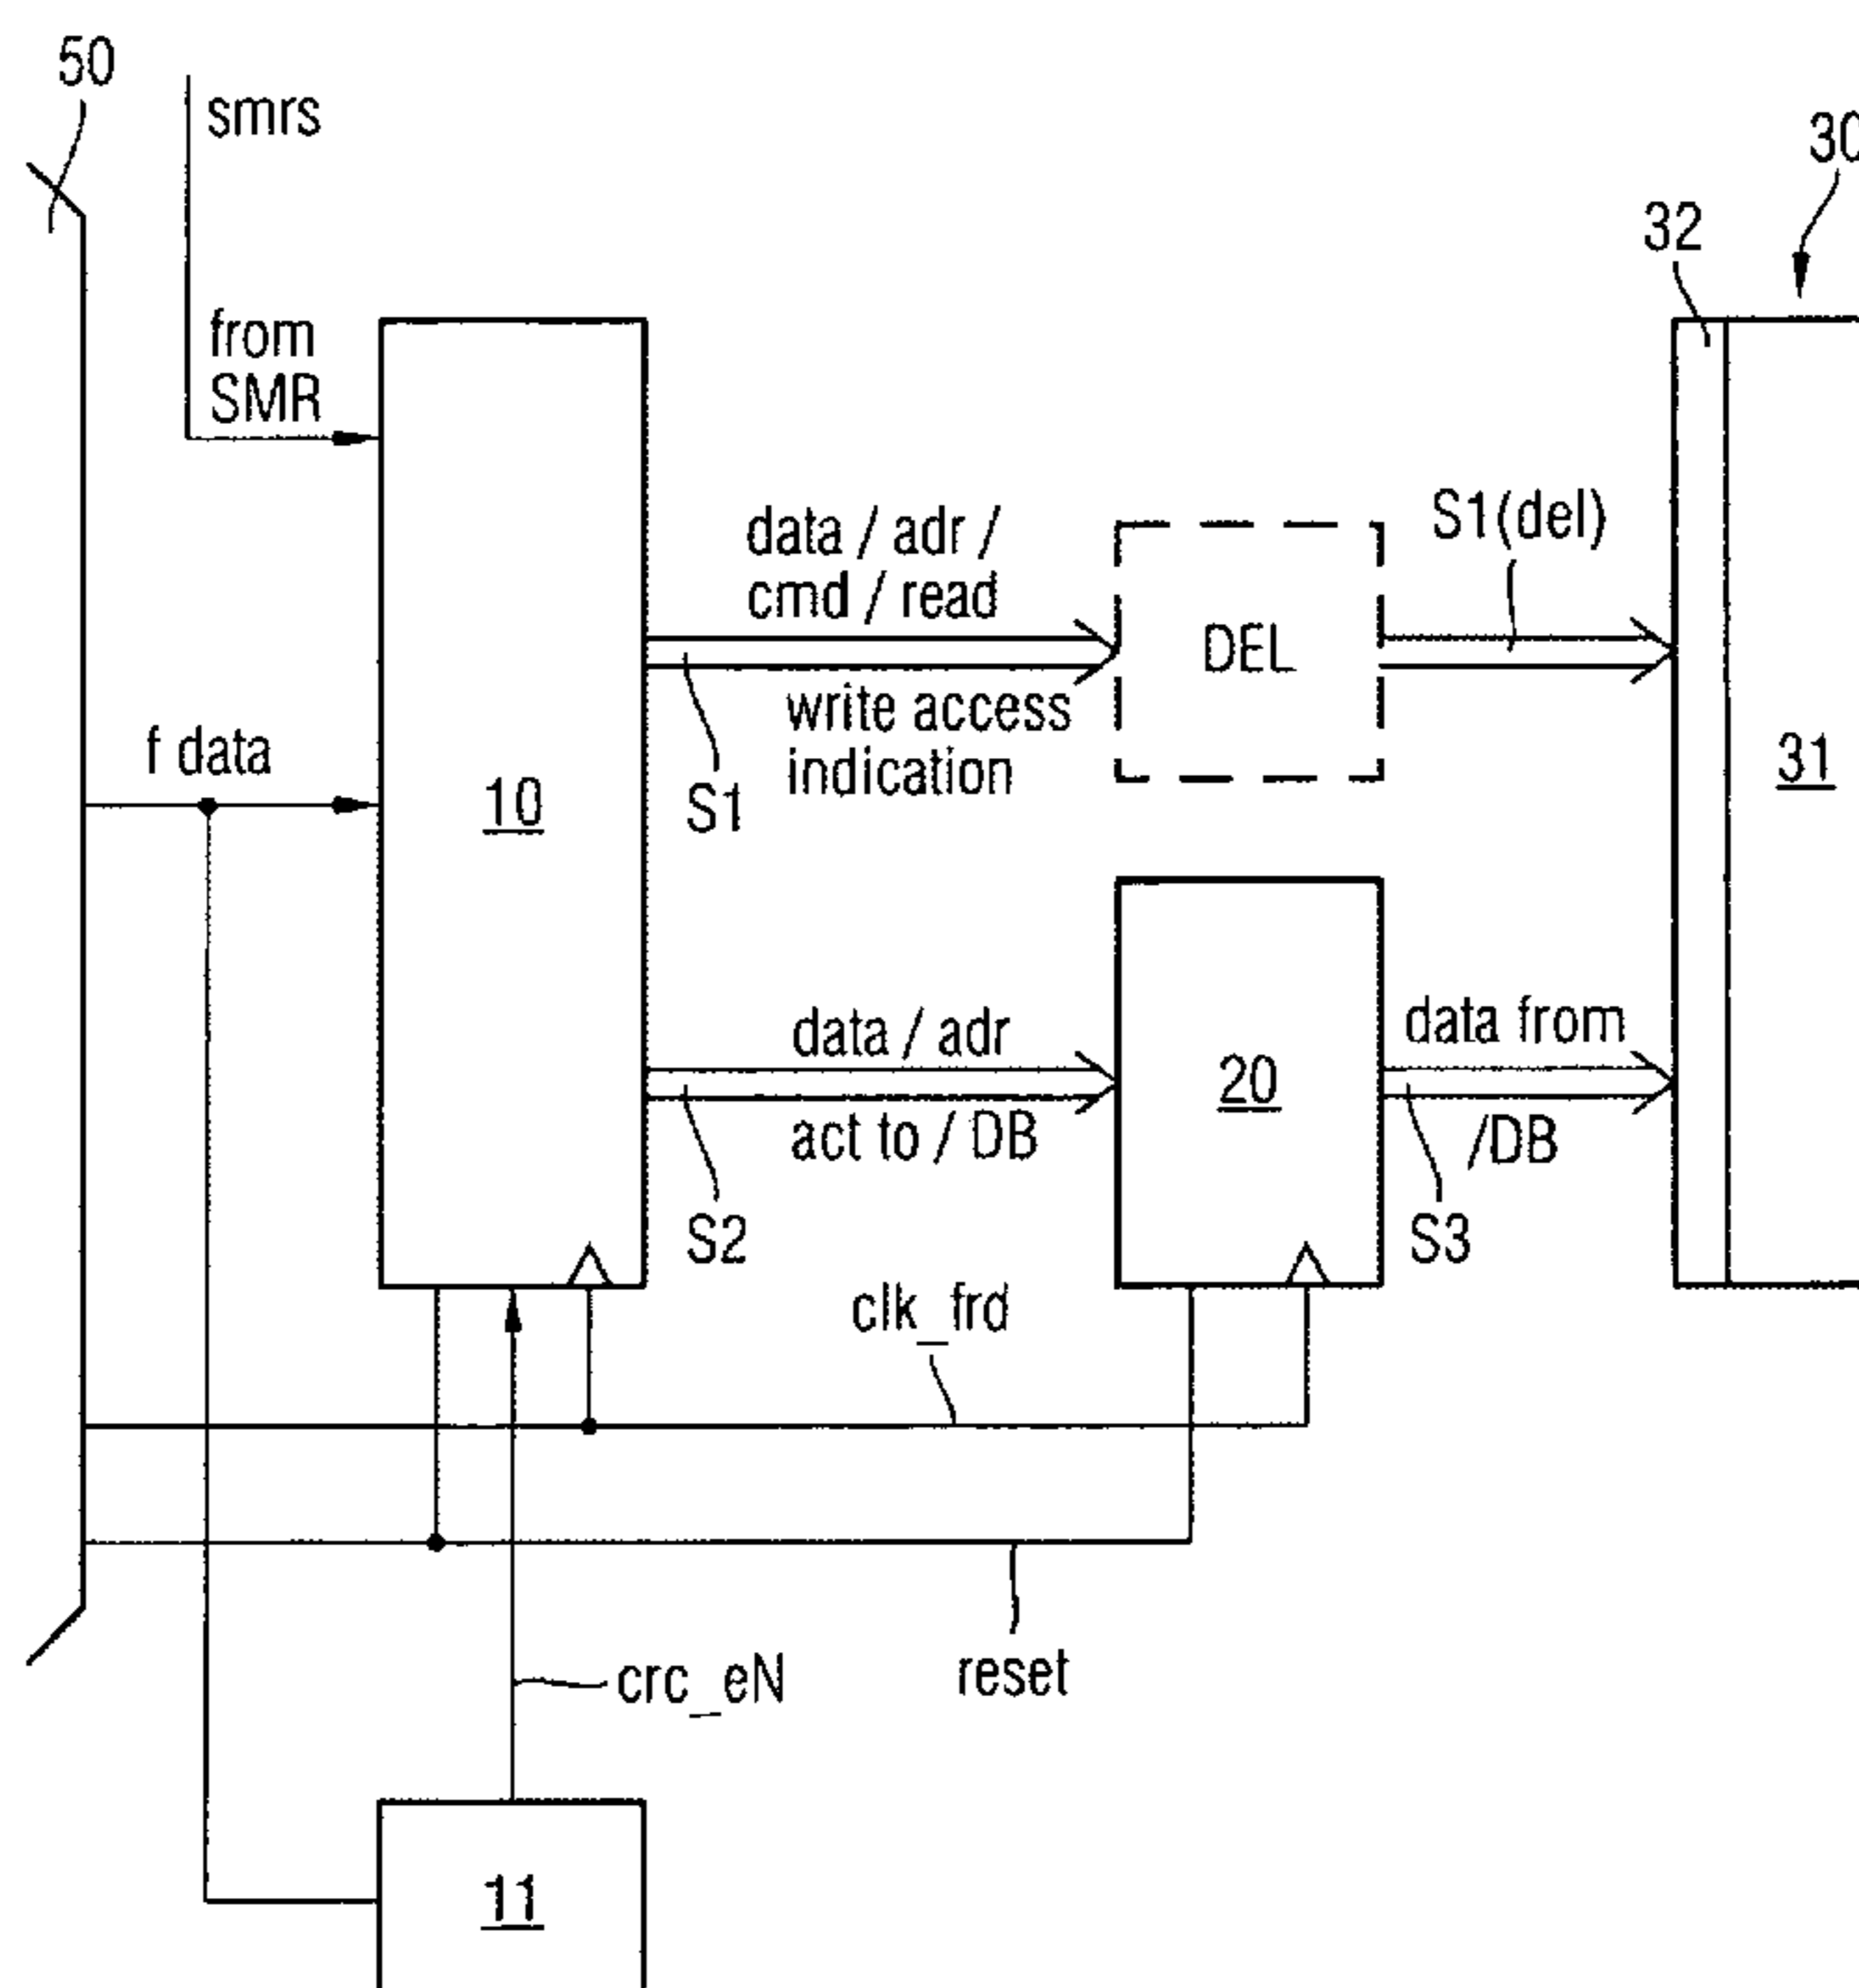 50
smrs
30
32
from
SMR
S1(del)
data / adr /
cmd / read
DEL
write access
indication
f data
31
10
S1
data / adr
data from
20
act to / DB
/DB
S2
S3
clk_frd
crc_eN
reset
11